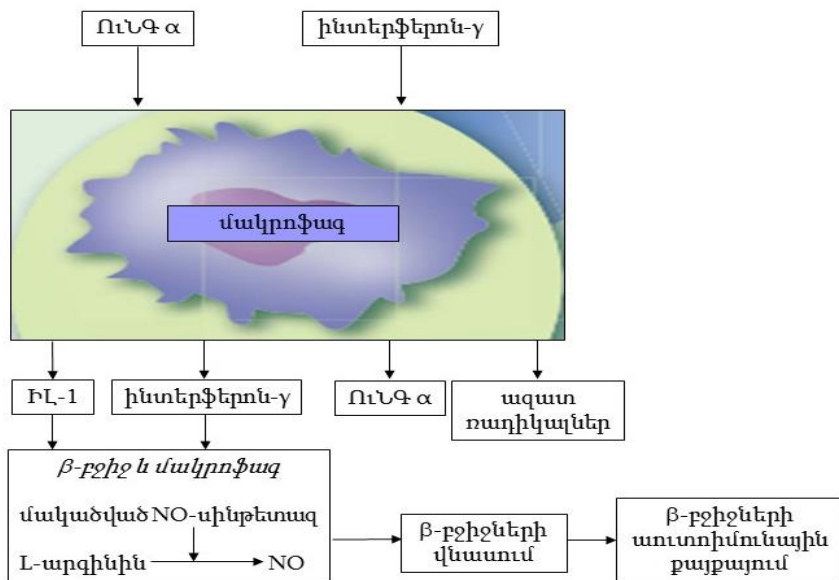 ՈւՆԳ α
ինտերֆերոն-γ
մակրոֆագ
ԻԼ-1
ինտերֆերոն-γ
ՈւՆԳ α
ազատ
ռադիկալներ
β-բջիջ և մակրոֆագ
մակածված NO-սինթետազ
L-արգինին
NO
β-բջիջների
վնասում
β-բջիջների
աուտոիմունային
քայքայում